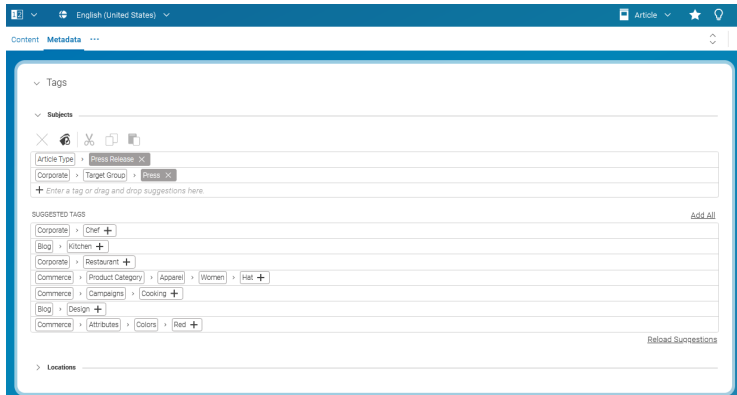 English (United States)
Article
Content Metadata ...
Tags
Subjects
Article Type › Press Release ×
Corporate › Target Group › Press ×
+ Enter a tag or drag and drop suggestions here.
SUGGESTED TAGS Add All
Corporate › Chef +
Blog › Kitchen +
Corporate › Restaurant +
Commerce › Product Category › Apparel › Women › Hat +
Commerce › Campaigns › Cooking +
Blog › Design +
Commerce › Attributes › Colors › Red +
Reload Suggestions
Locations